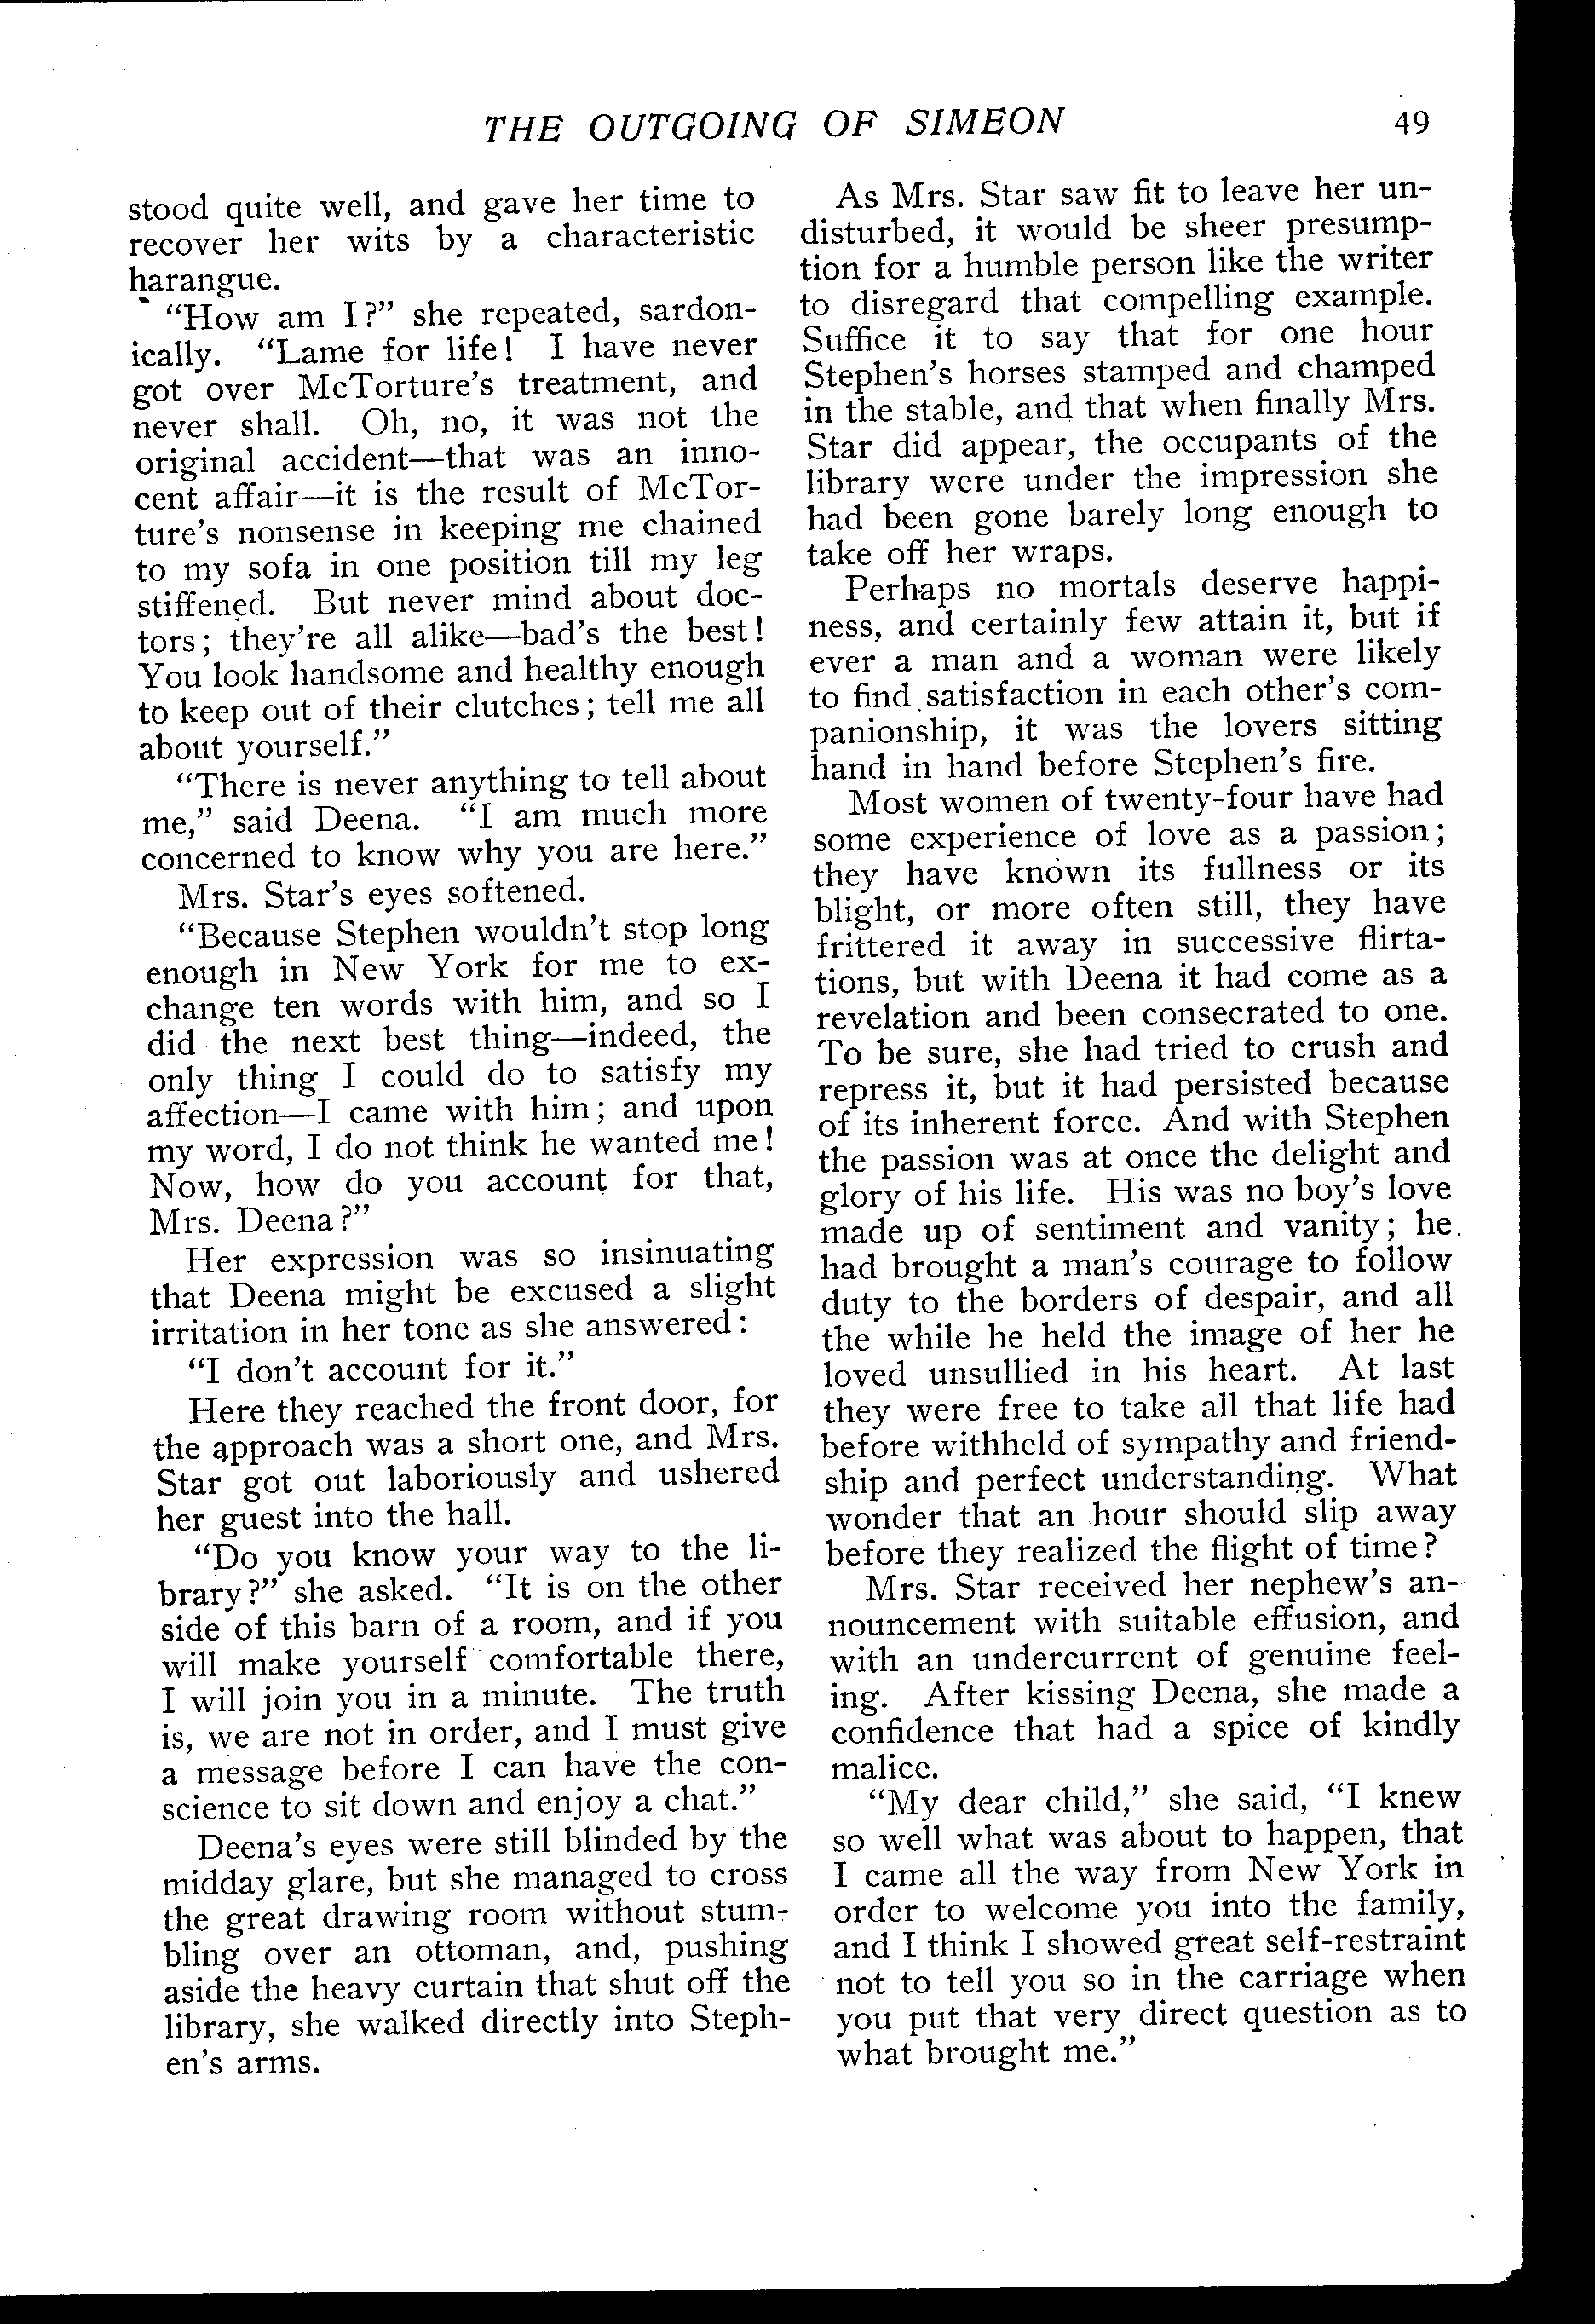 THE OUTGOING OF SIMEON 49
stood quite well, and gave her time to
recover her wits by a characteristic
harangue.
"How am I?" she repeated, sardon-
ically. "Lame for life! I have never
got over McTorture's treatment, and
never shall. Oh, no, it was not the
original accident—that was an inno-
cent affair—it is the result of McTor-
ture's nonsense in keeping me chained
to my sofa in one position till my leg
stiffened. But never mind about doc-
tors; they're all alike—bad's the best!
You look handsome and healthy enough
to keep out of their clutches; tell me all
about yourself."
"There is never anything to tell about
me," said Deena. "I am much more
concerned to know why you are here."
Mrs. Star's eyes softened.
"Because Stephen wouldn't stop long
enough in New York for me to ex-
change ten words with him, and so I
did the next best thing—indeed, the
only thing I could do to satisfy my
affection—I came with him; and upon
my word, I do not think he wanted me!
Now, how do you account for that,
Mrs. Deena?"
Her expression was so insinuating
that Deena might be excused a slight
irritation in her tone as she answered:
"I don't account for it."
Here they reached the front door, for
the approach was a short one, and Mrs.
Star got out laboriously and ushered
her guest into the hall.
"Do you know your way to the li-
brary?" she asked. "It is on the other
side of this barn of a room, and if you
will make yourself comfortable there,
I will join you in a minute. The truth
is, we are not in order, and I must give
a message before I can have the con-
science to sit down and enjoy a chat."
Deena's eyes were still blinded by the
midday glare, but she managed to cross
the great drawing room without stum-
bling over an ottoman, and, pushing
aside the heavy curtain that shut off the
library, she walked directly into Steph-
en's arms.
As Mrs. Star saw fit to leave her un-
disturbed, it would be sheer presump-
tion for a humble person like the writer
to disregard that compelling example.
Suffice it to say that for one hour
Stephen's horses stamped and champed
in the stable, and that when finally Mrs.
Star did appear, the occupants of the
library were under the impression she
had been gone barely long enough to
take off her wraps.
Perhaps no mortals deserve happi-
ness, and certainly few attain it, but if
ever a man and a woman were likely
to find satisfaction in each other's com-
panionship, it was the lovers sitting
hand in hand before Stephen's fire.
Most women of twenty-four have had
some experience of love as a passion;
they have known its fullness or its
blight, or more often still, they have
frittered it away in successive flirta-
tions, but with Deena it had come as a
revelation and been consecrated to one.
To be sure, she had tried to crush and
repress it, but it had persisted because
of its inherent force. And with Stephen
the passion was at once the delight and
glory of his life. His was no boy's love
made up of sentiment and vanity; he
had brought a man's courage to follow
duty to the borders of despair, and all
the while he held the image of her he
loved unsullied in his heart. At last
they were free to take all that life had
before withheld of sympathy and friend-
ship and perfect understanding. What
wonder that an hour should slip away
before they realized the flight of time?
Mrs. Star received her nephew's an-
nouncement with suitable effusion, and
with an undercurrent of genuine feel-
ing. After kissing Deena, she made a
confidence that had a spice of kindly
malice.
"My dear child," she said, "I knew
so well what was about to happen, that
I came all the way from New York in
order to welcome you into the family,
and I think I showed great self-restraint
not to tell you so in the carriage when
you put that very direct question as to
what brought me."